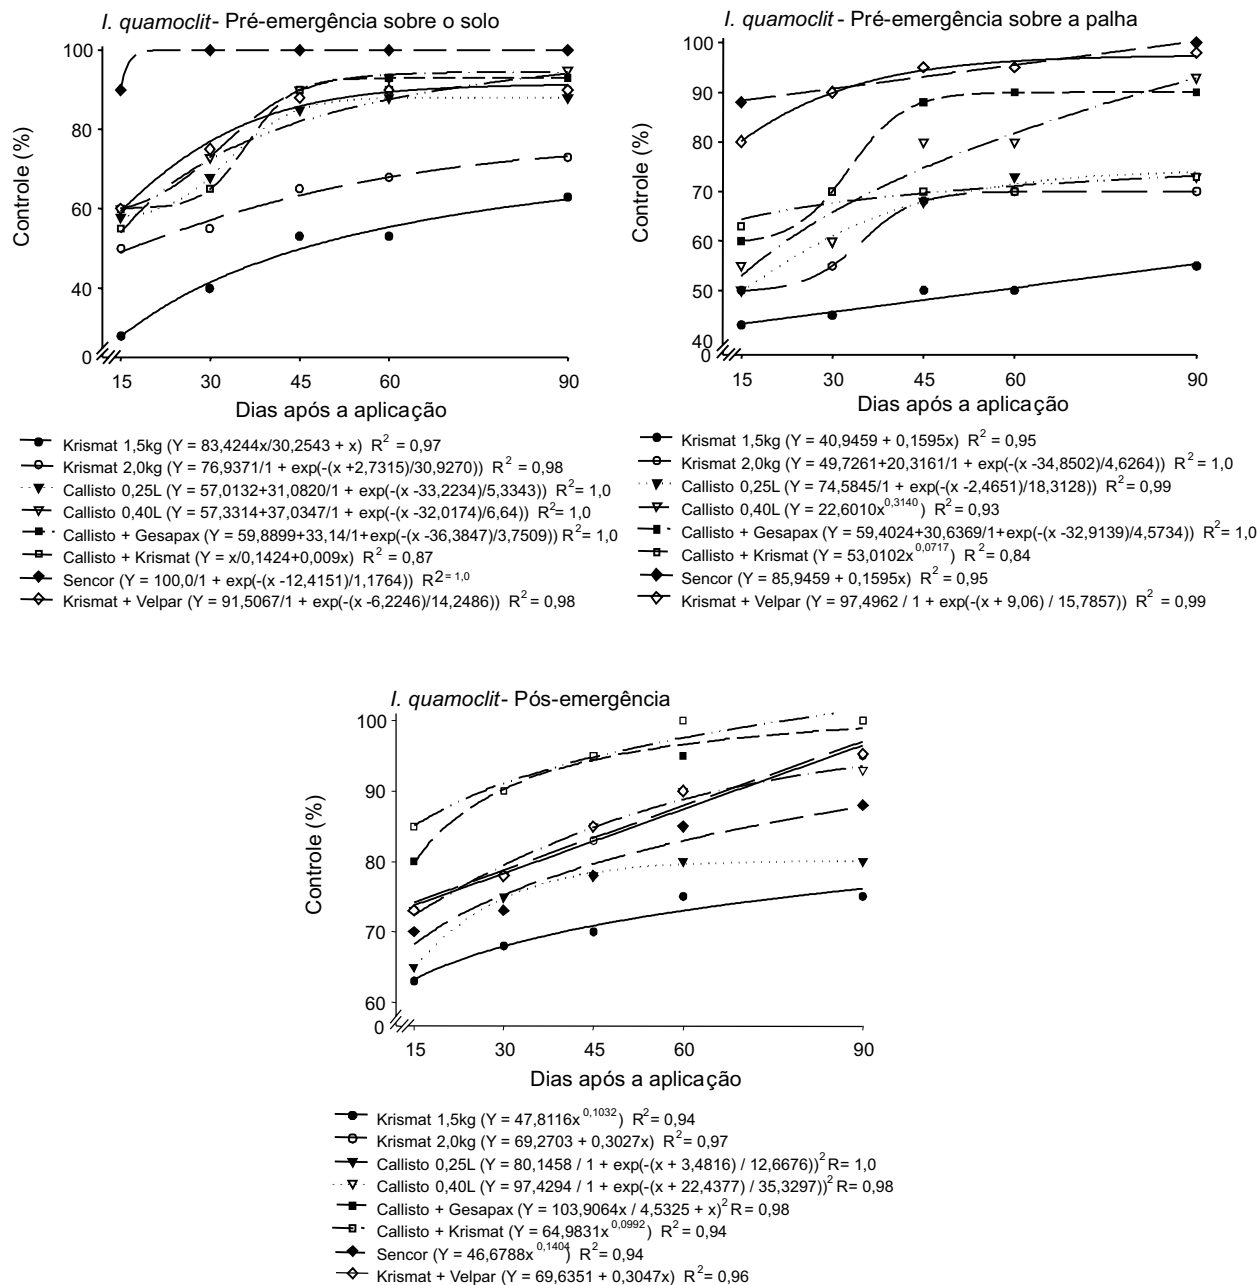 I. quamoclit- Pré-emergência sobre o solo
100
80
60
40
0
Controle (%)
15 30 45 60 90
Dias após a aplicação
Krismat 1,5kg (Y = 83,4244x/30,2543 + x) R2 = 0,97
Krismat 2,0kg (Y = 76,9371/1 + exp(-(x +2,7315)/30,9270)) R2 = 0,98
Callisto 0,25L (Y = 57,0132+31,0820/1 + exp(-(x -33,2234)/5,3343)) R2= 1,0
Callisto 0,40L (Y = 57,3314+37,0347/1 + exp(-(x -32,0174)/6,64) R2= 1,0
Callisto + Gesapax (Y = 59,8899+33,14/1+exp(-(x -36,3847)/3,7509)) R2= 1,0
Callisto + Krismat (Y = x/0,1424+0,009x) R2 = 0,87
Sencor (Y = 100,0/1 + exp(-(x -12,4151)/1,1764)) R2= 1,0
Krismat + Velpar (Y = 91,5067/1 + exp(-(x -6,2246)/14,2486)) R2= 0,98
I. quamoclit- Pré-emergência sobre a palha
100
90
80
70
60
50
40
0
Controle (%)
15 30 45 60 90
Dias após a aplicação
Krismat 1,5kg (Y = 40,9459 + 0,1595x) R2 = 0,95
Krismat 2,0kg (Y = 49,7261+20,3161/1 + exp(-(x -34,8502)/4,6264)) R2= 1,0
Callisto 0,25L (Y = 74,5845/1 + exp(-(x -2,4651)/18,3128)) R2 = 0,99
Callisto 0,40L (Y = 22,6010x0,3140) R2 = 0,93
Callisto + Gesapax (Y = 59,4024+30,6369/1+exp(-(x -32,9139)/4,5734)) R2= 1,0
Callisto + Krismat (Y = 53,0102x0,0717) R2 = 0,84
Sencor (Y = 85,9459 + 0,1595x) R2 = 0,95
Krismat + Velpar (Y = 97,4962 / 1 + exp(-(x + 9,06) / 15,7857)) R2 = 0,99
I. quamoclit- Pós-emergência
100
90
80
70
60
0
Controle (%)
15 30 45 60 90
Dias após a aplicação
Krismat 1,5kg (Y = 47,8116x0,1032) R2= 0,94
Krismat 2,0kg (Y = 69,2703 + 0,3027x) R2= 0,97
Callisto 0,25L (Y = 80,1458 / 1 + exp(-(x + 3,4816) / 12,6676))2 R= 1,0
Callisto 0,40L (Y = 97,4294 / 1 + exp(-(x + 22,4377) / 35,3297))2 R= 0,98
Callisto + Gesapax (Y = 103,9064x / 4,5325 + x)2 R = 0,98
Callisto + Krismat (Y = 64,9831x0,0992) R2 = 0,94
Sencor (Y = 46,6788x0,1404) R2= 0,94
Krismat + Velpar (Y = 69,6351 + 0,3047x) R2 = 0,96